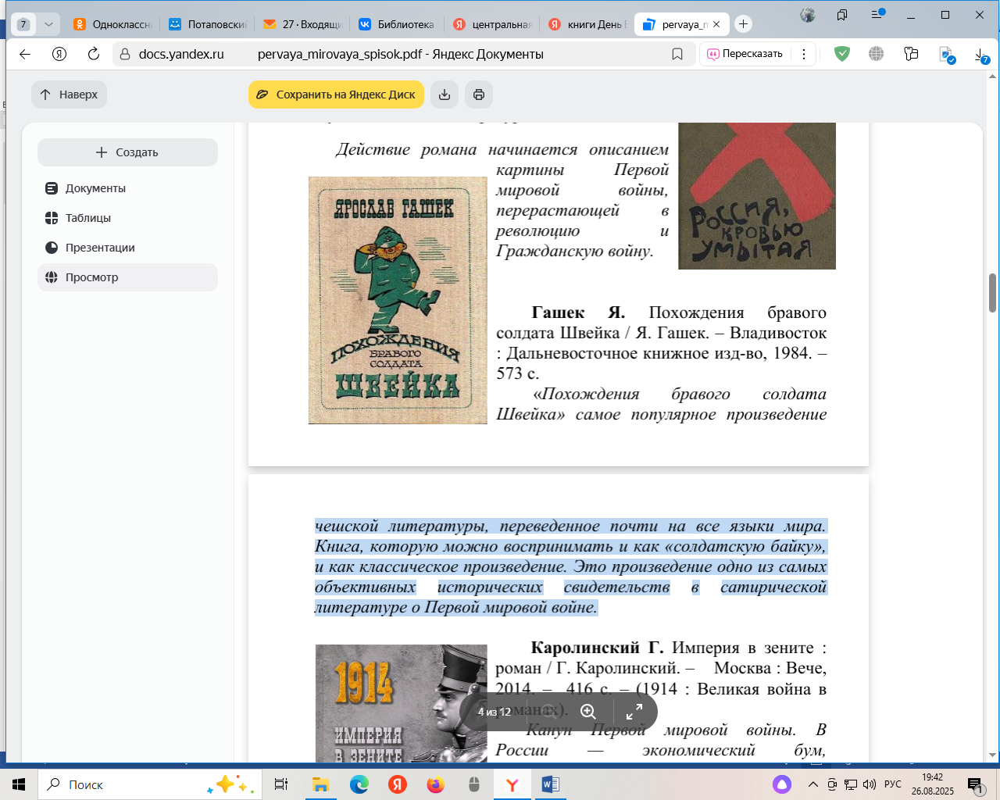 7
Одноклассн
Потаповский
27 · Входящи
Библиотека
центральная
книги День
pervaya_m
docs.yandex.ru
pervaya_mirovaya_spisok.pdf - Яндекс Документы
Пересказать
7
Наверх
Сохранить на Яндекс Диск
Создать
Документы
Таблицы
Презентации
Просмотр
Действие романа начинается описанием
картины Первой
мировой войны,
перерастающей в
революцию и
Гражданскую войну.
РОССИЯ,
КРОВЬЮ
УМЫТАЯ
ЯРОСЛАВ ГАШЕК
ПОХОЖДЕНИЯ
БРАВОГО
СОЛДАТА
ШВЕЙКА
Гашек Я. Похождения бравого
солдата Швейка / Я. Гашек. – Владивосток
: Дальневосточное книжное изд-во, 1984. –
573 с.
«Похождения бравого солдата
Швейка» самое популярное произведение
чешской литературы, переведенное почти на все языки мира.
Книга, которую можно воспринимать и как «солдатскую байку»,
и как классическое произведение. Это произведение одно из самых
объективных исторических свидетельств в сатирической
литературе о Первой мировой войне.
1914
ИМПЕРИЯ
В ЗЕНИТЕ
Каролинский Г. Империя в зените :
роман / Г. Каролинский. – Москва : Вече,
2014. – 416 с. – (1914 : Великая война в
романах).
Канун Первой мировой войны. В
России — экономический бум,
4 из 12
Поиск
РУС
19:42
26.08.2025
1